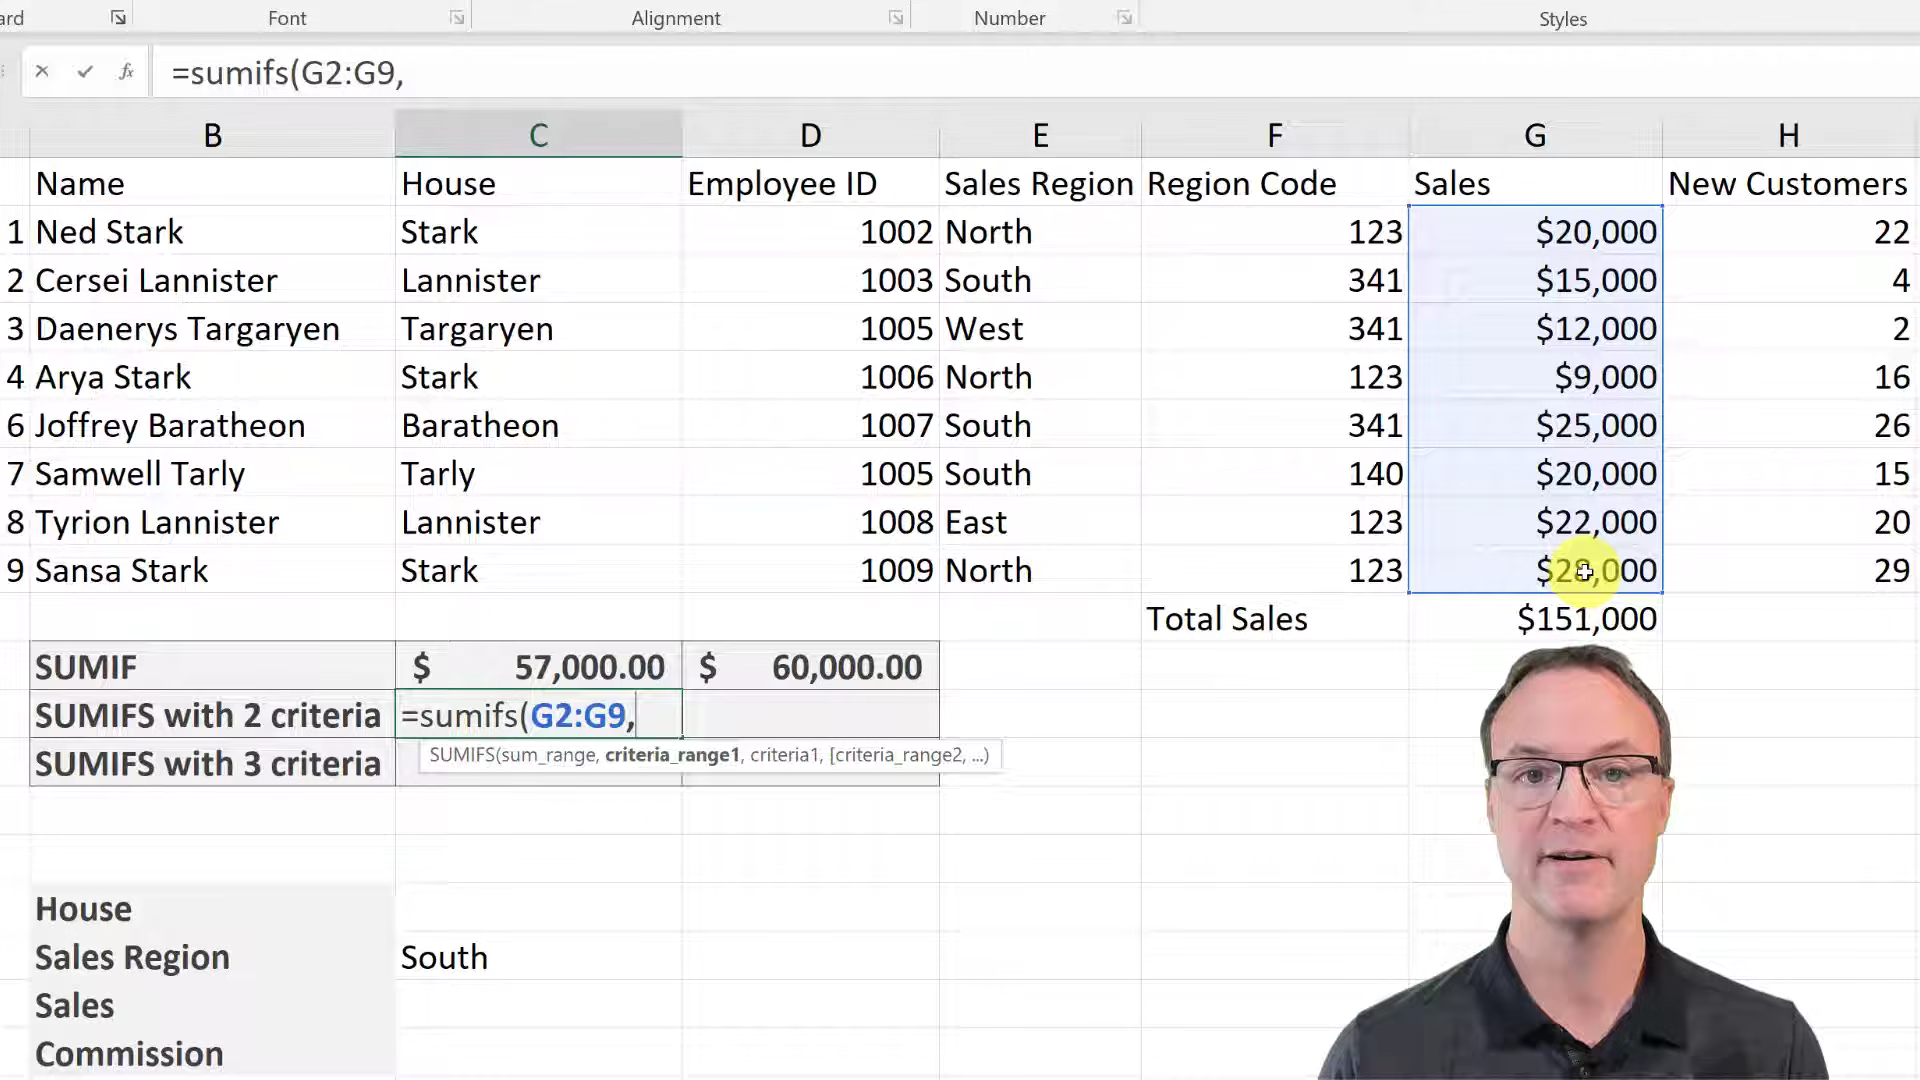 ard Font Alignment Number Styles
=sumifs(G2:G9,
B C D E F G H
Name House Employee ID Sales Region Region Code Sales New Customers
1 Ned Stark Stark 1002 North 123 $20,000 22
2 Cersei Lannister Lannister 1003 South 341 $15,000 4
3 Daenerys Targaryen Targaryen 1005 West 341 $12,000 2
4 Arya Stark Stark 1006 North 123 $9,000 16
6 Joffrey Baratheon Baratheon 1007 South 341 $25,000 26
7 Samwell Tarly Tarly 1005 South 140 $20,000 15
8 Tyrion Lannister Lannister 1008 East 123 $22,000 20
9 Sansa Stark Stark 1009 North 123 $28,000 29
Total Sales $151,000
SUMIF $ 57,000.00 $ 60,000.00
SUMIFS with 2 criteria =sumifs(G2:G9,
SUMIFS(sum_range, criteria_range1, criteria1, [criteria_range2, ...)
SUMIFS with 3 criteria
House
Sales Region South
Sales
Commission